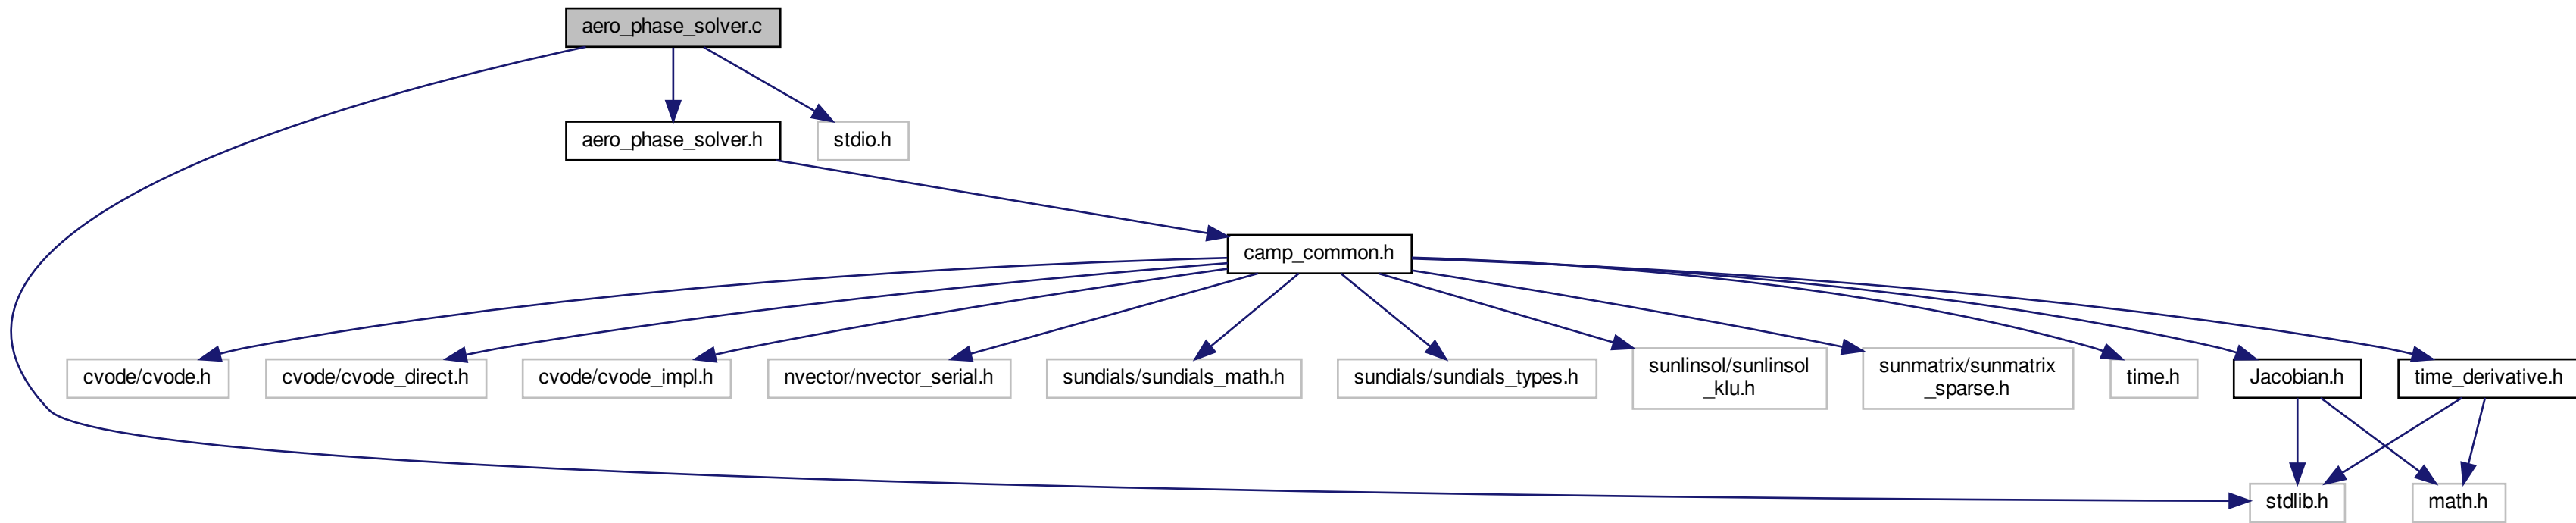 aero_phase_solver.c
aero_phase_solver.h
stdio.h
camp_common.h
cvode/cvode.h
cvode/cvode_direct.h
cvode/cvode_impl.h
nvector/nvector_serial.h
sundials/sundials_math.h
sundials/sundials_types.h
sunlinsol/sunlinsol
_klu.h
sunmatrix/sunmatrix
_sparse.h
time.h
Jacobian.h
time_derivative.h
stdlib.h
math.h